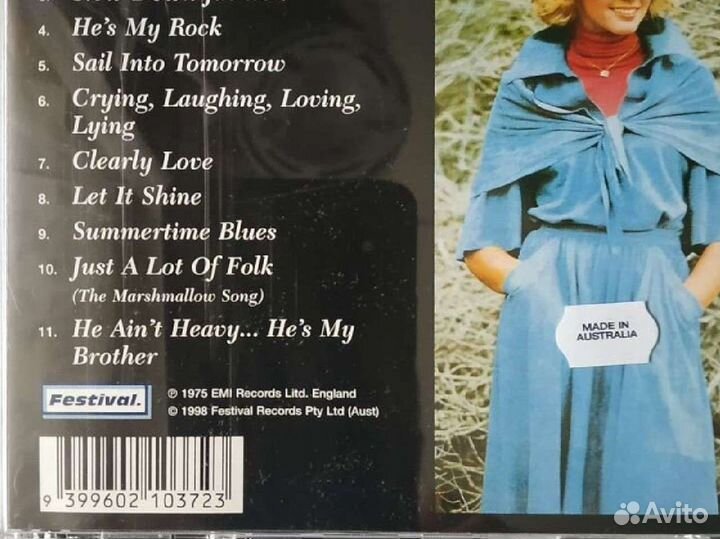 4. He's My Rock
5. Sail Into Tomorrow
6. Crying, Laughing, Loving,
Lying
7. Clearly Love
8. Let It Shine
9. Summertime Blues
10. Just A Lot Of Folk
(The Marshmallow Song)
11. He Ain't Heavy... He's My
Brother
Festival.
℗ 1975 EMI Records Ltd. England
© 1998 Festival Records Pty Ltd (Aust)
9 399602 103723
MADE IN
AUSTRALIA
Avito